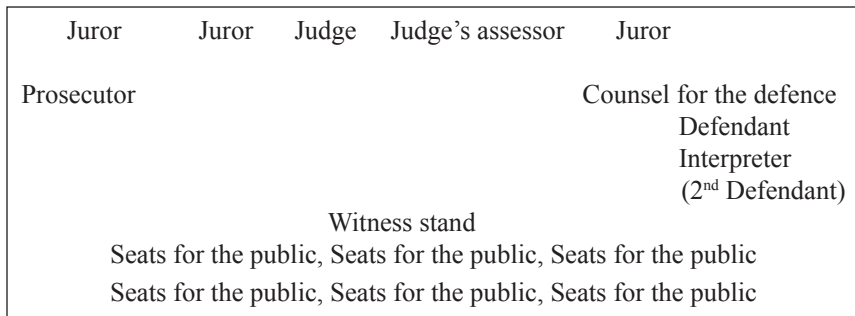 Juror Juror Judge Judge’s assessor Juror
Prosecutor Counsel for the defence
Defendant
Interpreter
(2nd Defendant)
Witness stand
Seats for the public, Seats for the public, Seats for the public
Seats for the public, Seats for the public, Seats for the public